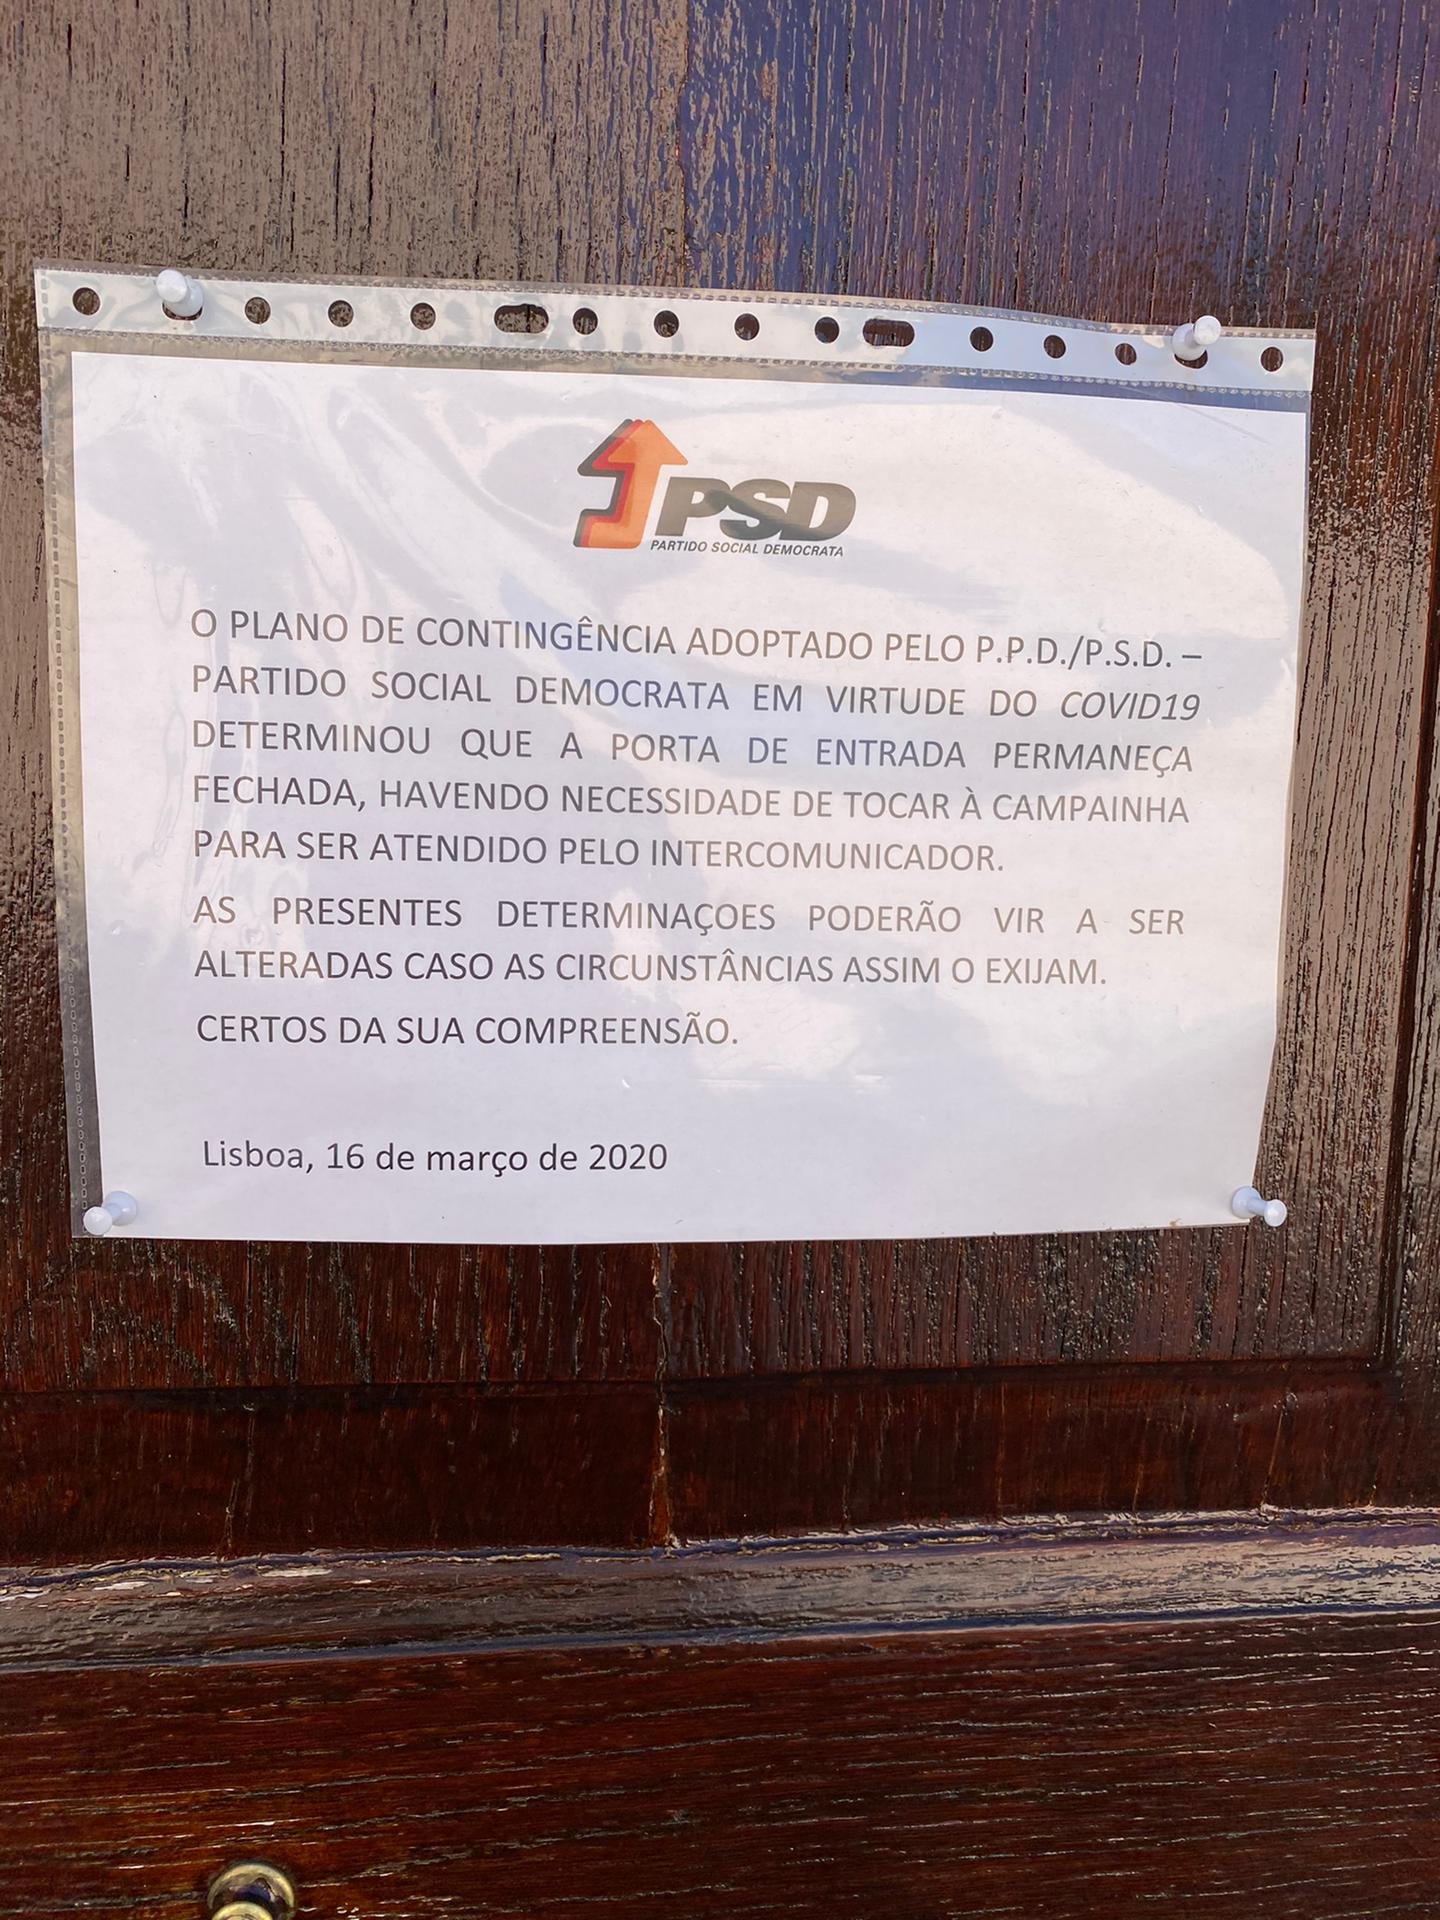 PSD
PARTIDO SOCIAL DEMOCRATA
O PLANO DE CONTINGÊNCIA ADOPTADO PELO P.P.D./P.S.D. –
PARTIDO SOCIAL DEMOCRATA EM VIRTUDE DO COVID19
DETERMINOU QUE A PORTA DE ENTRADA PERMANEÇA
FECHADA, HAVENDO NECESSIDADE DE TOCAR À CAMPAINHA
PARA SER ATENDIDO PELO INTERCOMUNICADOR.
AS PRESENTES DETERMINAÇOES PODERÃO VIR A SER
ALTERADAS CASO AS CIRCUNSTÂNCIAS ASSIM O EXIJAM.
CERTOS DA SUA COMPREENSÃO.
Lisboa, 16 de março de 2020